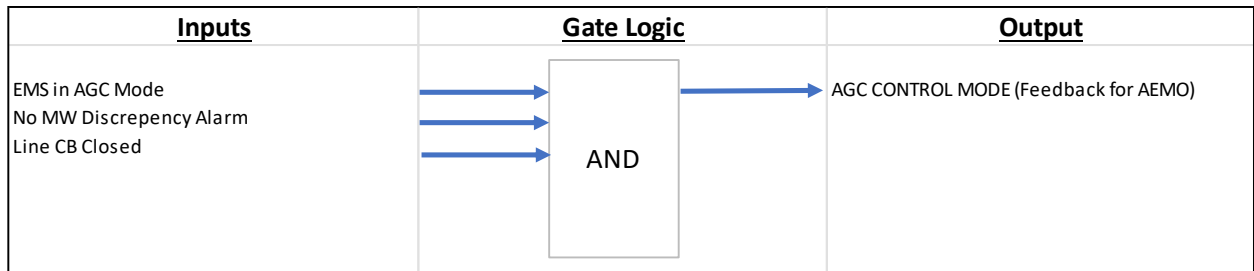 Inputs
Gate Logic
Output
EMS in AGC Mode
No MW Discrepency Alarm
Line CB Closed
AND
AGC CONTROL MODE (Feedback for AEMO)